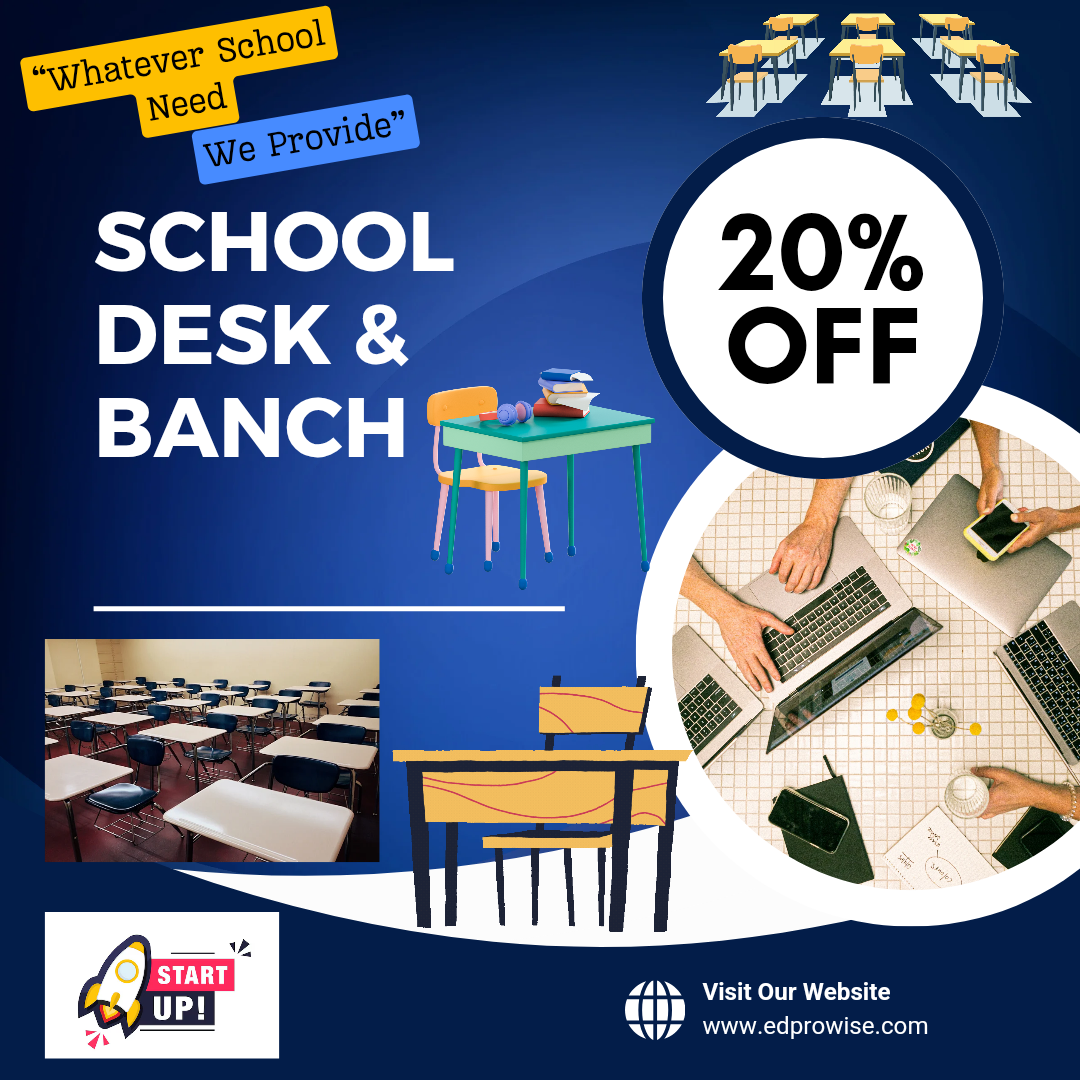 “Whatever School
Need
We Provide”
SCHOOL
DESK &
BANCH
20%
OFF
START
UP!
Visit Our Website
www.edprowise.com